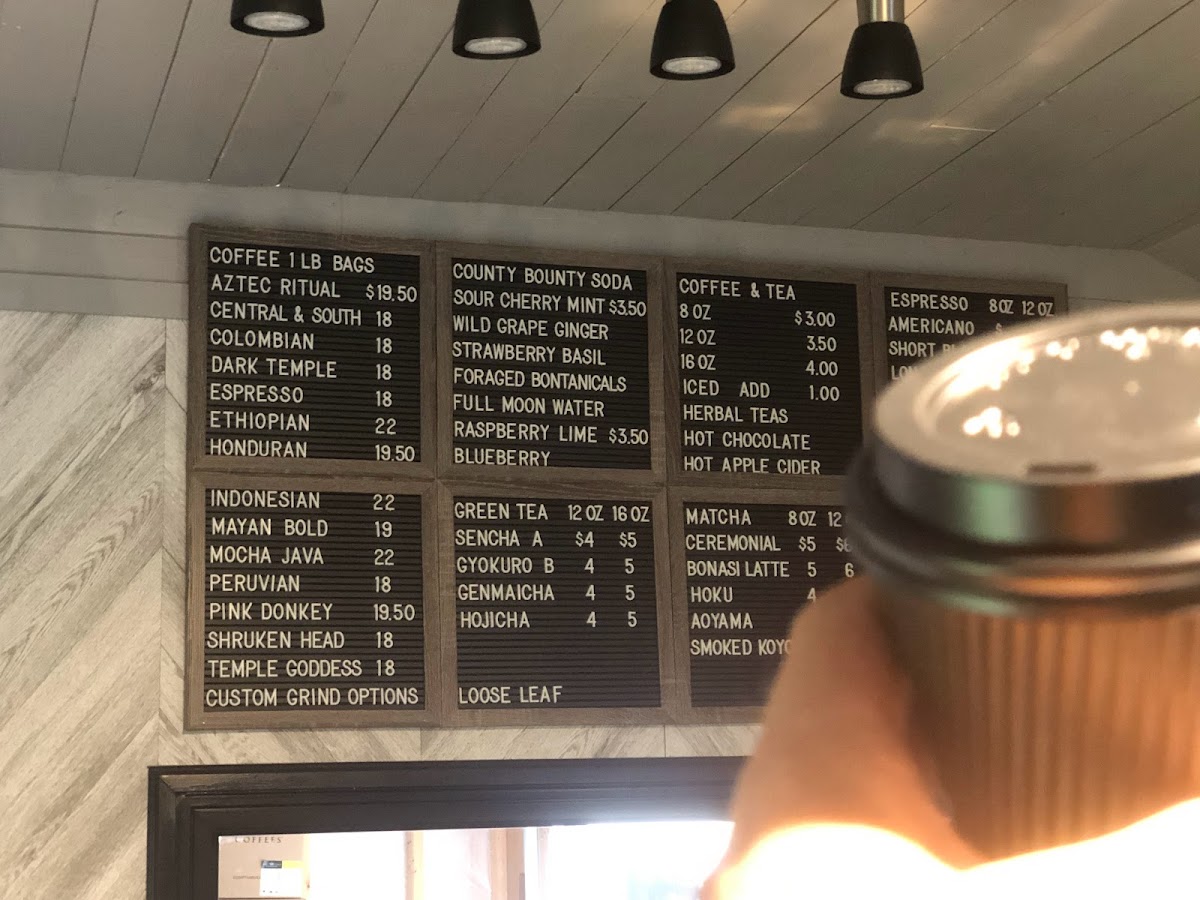 COFFEE 1 LB BAGS
AZTEC RITUAL $19.50
CENTRAL & SOUTH 18
COLOMBIAN 18
DARK TEMPLE 18
ESPRESSO 18
ETHIOPIAN 22
HONDURAN 19.50
INDONESIAN 22
MAYAN BOLD 19
MOCHA JAVA 22
PERUVIAN 18
PINK DONKEY 19.50
SHRUKEN HEAD 18
TEMPLE GODDESS 18
CUSTOM GRIND OPTIONS
COUNTY BOUNTY SODA
SOUR CHERRY MINT $3.50
WILD GRAPE GINGER
STRAWBERRY BASIL
FORAGED BONTANICALS
FULL MOON WATER
RASPBERRY LIME $3.50
BLUEBERRY
GREEN TEA 12 OZ 16 OZ
SENCHA A $4 $5
GYOKURO B 4 5
GENMAICHA 4 5
HOJICHA 4 5
LOOSE LEAF
COFFEE & TEA
8 OZ $3.00
12 OZ 3.50
16 OZ 4.00
ICED ADD 1.00
HERBAL TEAS
HOT CHOCOLATE
HOT APPLE CIDER
MATCHA 8 OZ 12
CEREMONIAL $5
BONASI LATTE 5 6
HOKU 4
AOYAMA
SMOKED
ESPRESSO 8 OZ 12 OZ
AMERICANO
SHORT
COFFEES